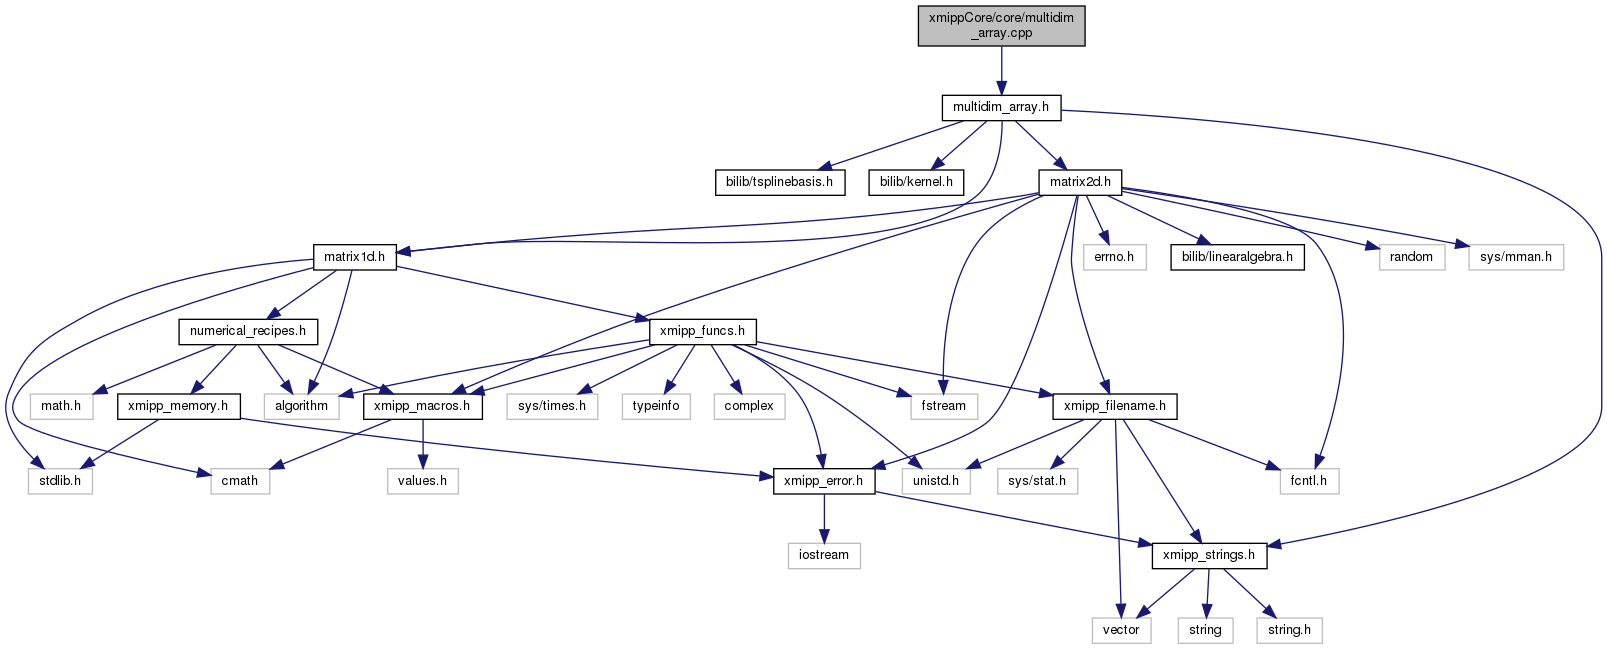 xmippCore/core/multidim
_array.cpp
multidim_array.h
bilib/tsplinebasis.h
bilib/kernel.h
matrix2d.h
matrix1d.h
errno.h
bilib/linearalgebra.h
random
sys/mman.h
numerical_recipes.h
xmipp_funcs.h
math.h
xmipp_memory.h
algorithm
xmipp_macros.h
sys/times.h
typeinfo
complex
fstream
xmipp_filename.h
stdlib.h
cmath
values.h
xmipp_error.h
unistd.h
sys/stat.h
fcntl.h
iostream
xmipp_strings.h
vector
string
string.h